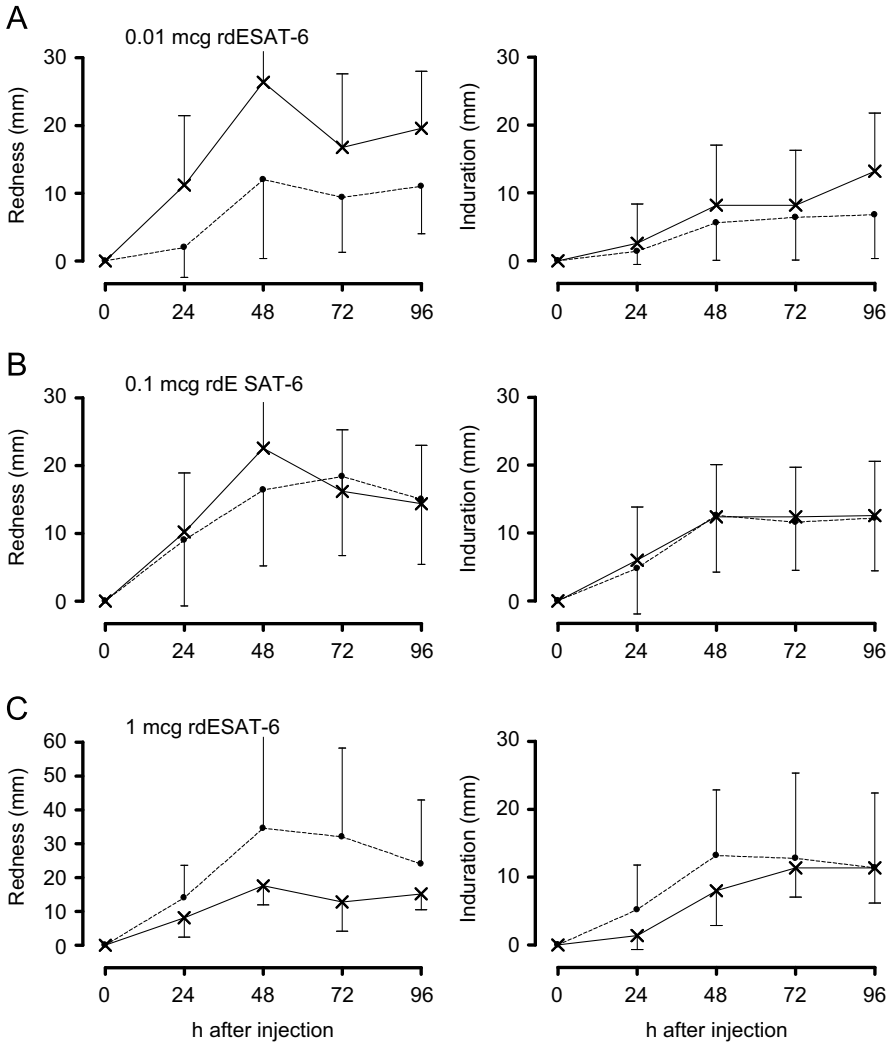 A
0.01 mcg rdESAT-6
Redness (mm)
30
20
10
0
0 24 48 72 96
Induration (mm)
30
20
10
0
0 24 48 72 96
B
0.1 mcg rdE SAT-6
Redness (mm)
30
20
10
0
0 24 48 72 96
Induration (mm)
30
20
10
0
0 24 48 72 96
C
1 mcg rdESAT-6
Redness (mm)
60
50
40
30
20
10
0
0 24 48 72 96
h after injection
Induration (mm)
30
20
10
0
0 24 48 72 96
h after injection